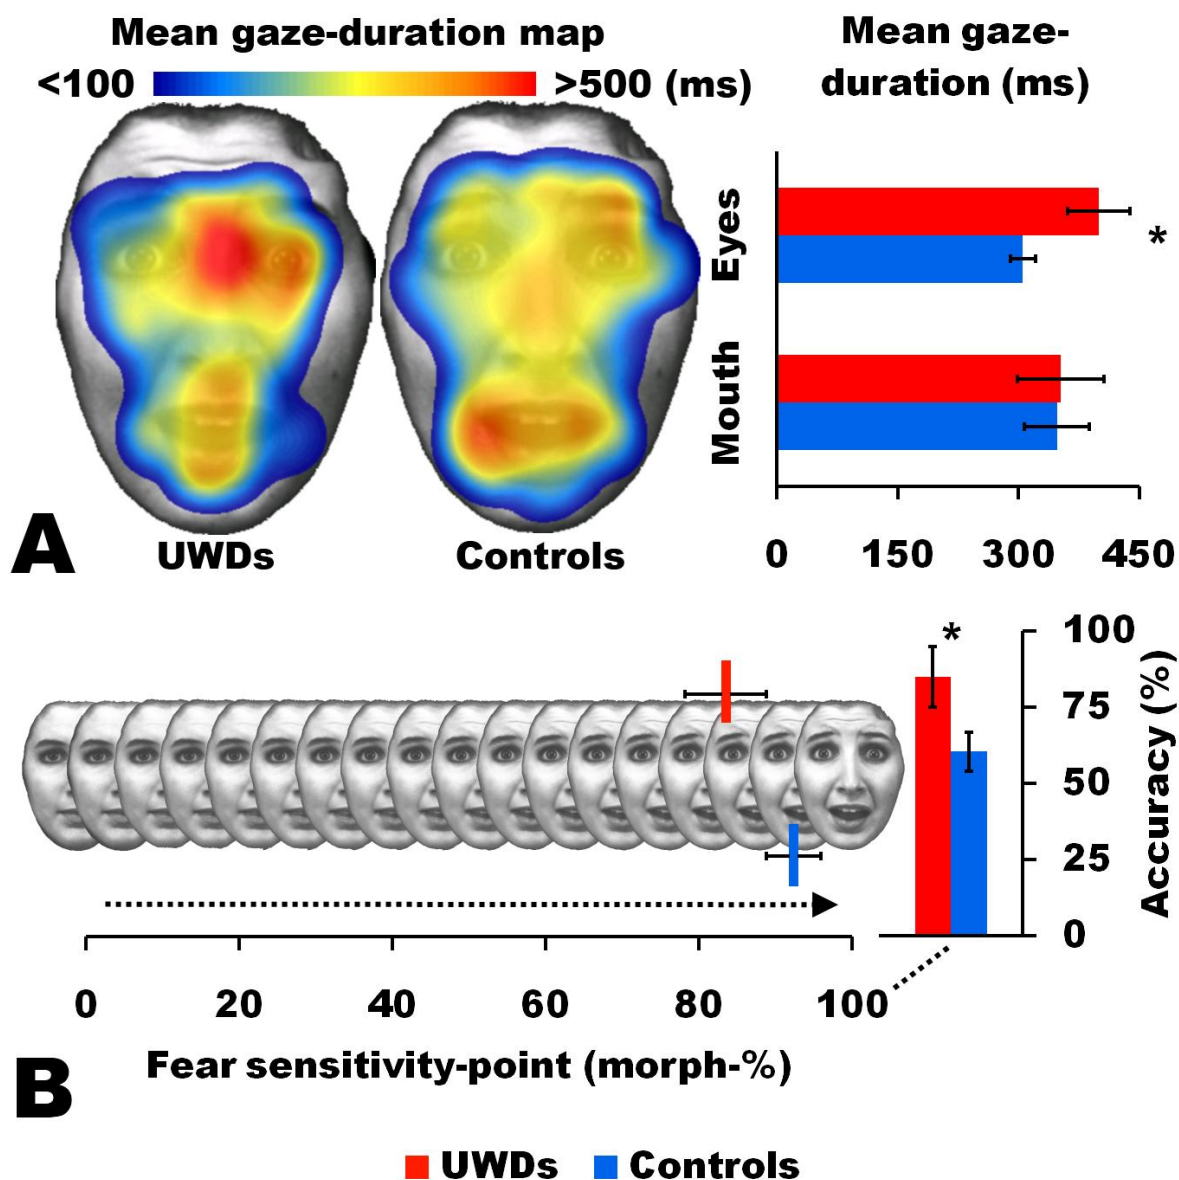 Mean gaze-duration map
<100 >500 (ms)
Mean gaze-
duration (ms)
Eyes
*
Mouth
0 150 300 450
A
UWDs Controls
*
100
75
50
25
0
Accuracy (%)
0 20 40 60 80 100
Fear sensitivity-point (morph-%)
B
UWDs Controls